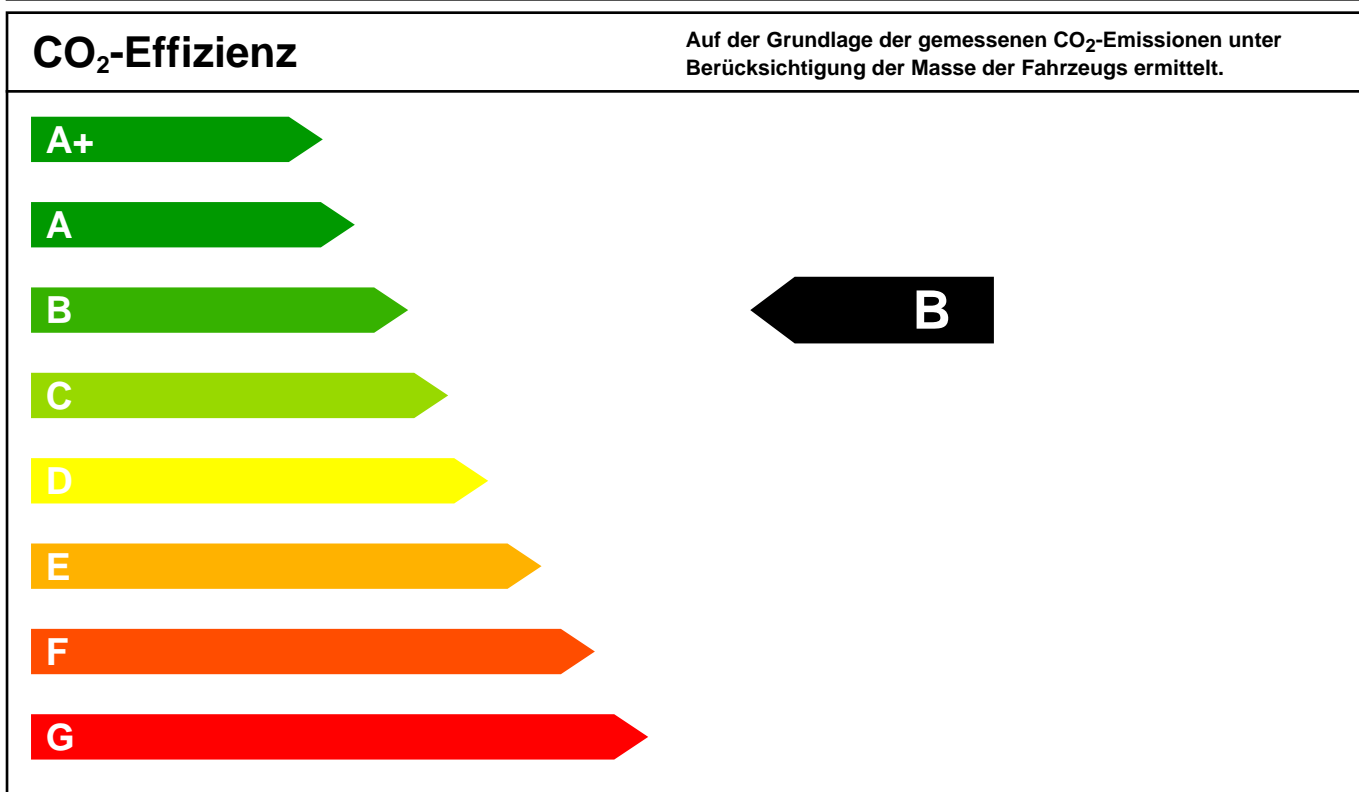 CO₂-Effizienz
Auf der Grundlage der gemessenen CO₂-Emissionen unter
Berücksichtigung der Masse der Fahrzeugs ermittelt.
A+
A
B
B
C
D
E
F
G